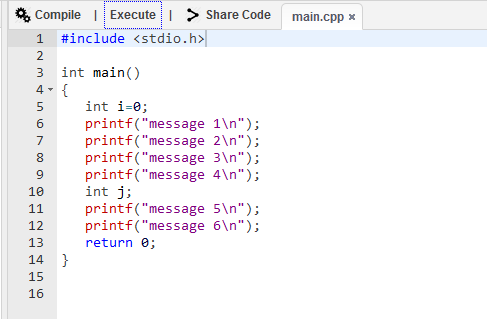 Compile | Execute | Share Code main.cpp ×
1 #include <stdio.h>
2
3 int main()
4 {
5 int i=0;
6 printf("message 1\n");
7 printf("message 2\n");
8 printf("message 3\n");
9 printf("message 4\n");
10 int j;
11 printf("message 5\n");
12 printf("message 6\n");
13 return 0;
14 }
15
16